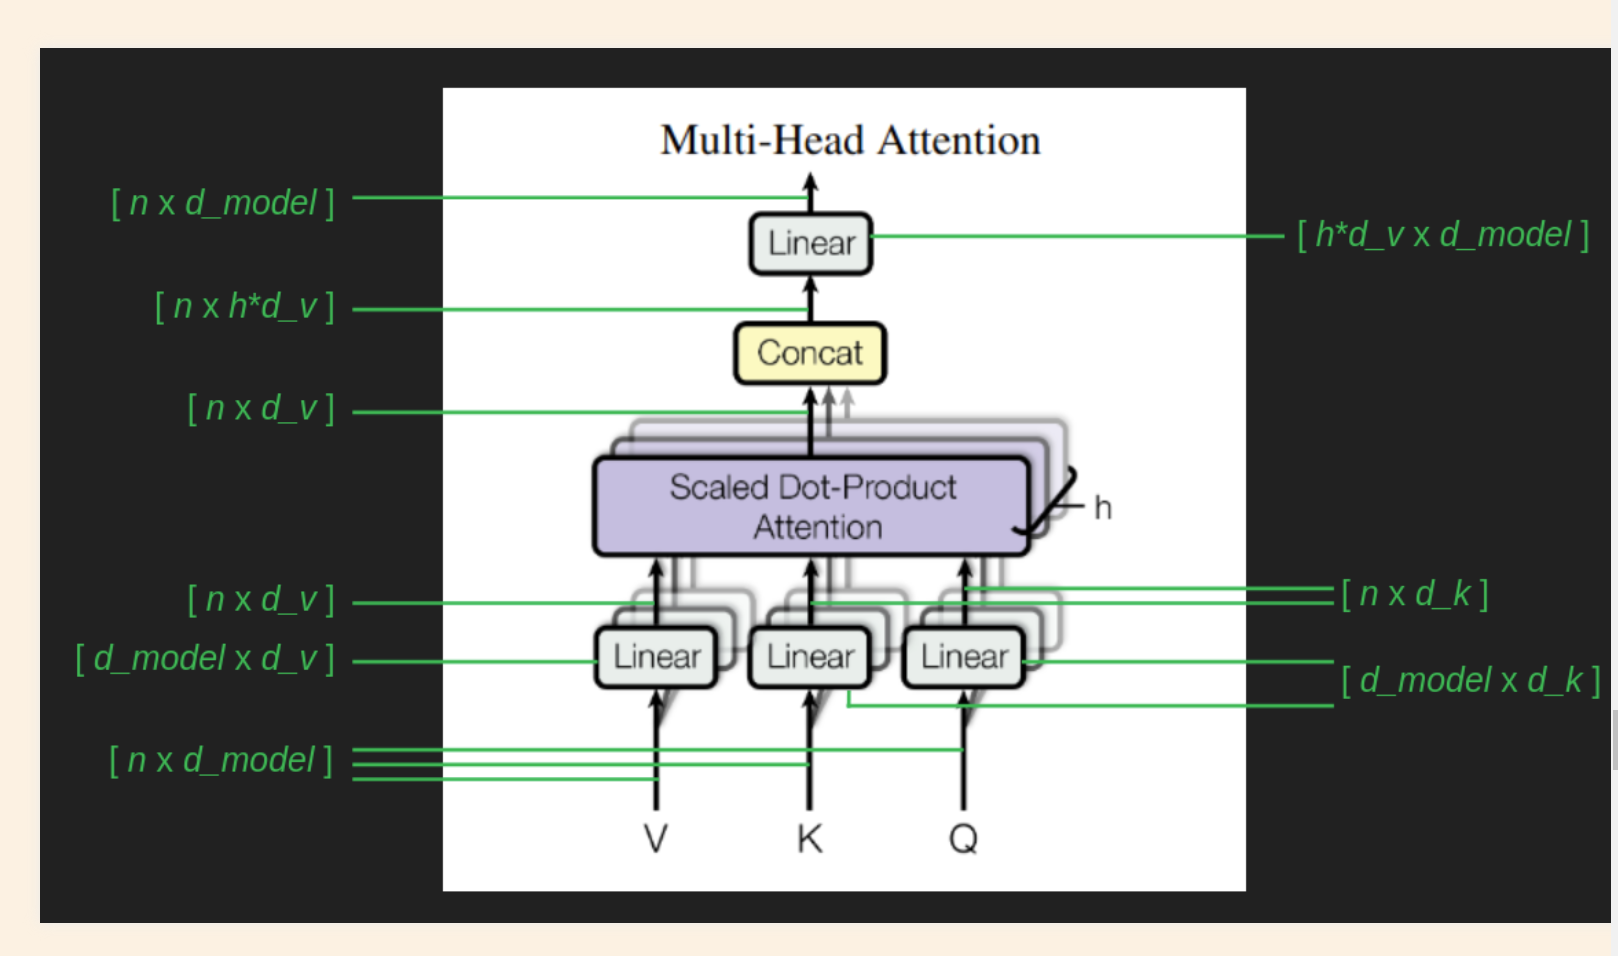 Multi-Head Attention
[ n x d_model ]
Linear
[ h*d_v x d_model ]
[ n x h*d_v ]
Concat
[ n x d_v ]
Scaled Dot-Product
Attention
h
[ n x d_v ]
[ n x d_k ]
[ d_model x d_v ]
Linear
Linear
Linear
[ d_model x d_k ]
[ n x d_model ]
V
K
Q